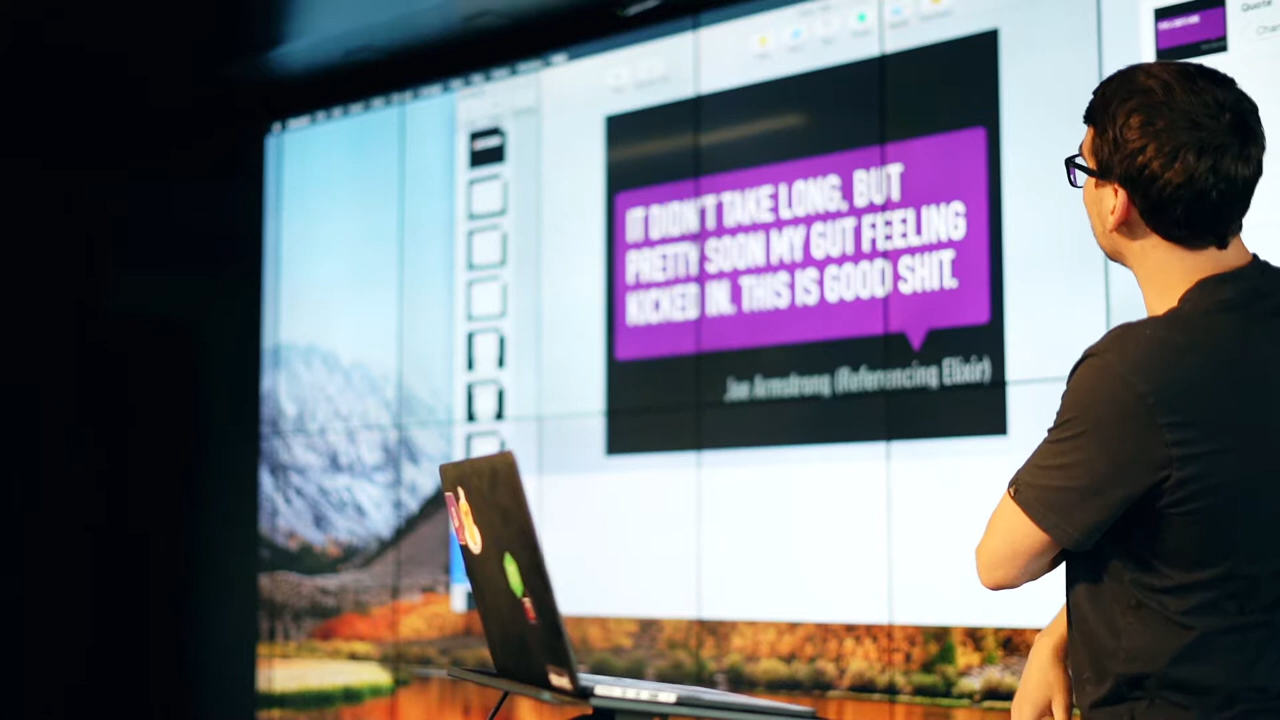 Quote
IT DIDN'T TAKE LONG, BUT
PRETTY SOON MY GUT FEELING
KICKED IN. THIS IS GOOD SHIT.
Joe Armstrong (Referencing Elixir)